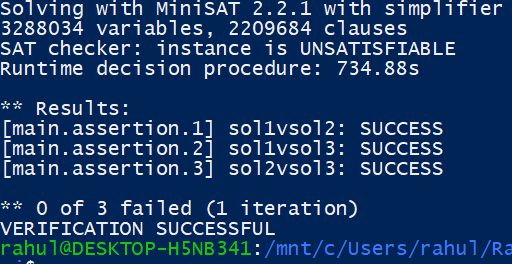 Solving with MiniSAT 2.2.1 with simplifier
3288034 variables, 2209684 clauses
SAT checker: instance is UNSATISFIABLE
Runtime decision procedure: 734.88s
** Results:
[main.assertion.1] sol1vsol2: SUCCESS
[main.assertion.2] sol1vsol3: SUCCESS
[main.assertion.3] sol2vsol3: SUCCESS
** 0 of 3 failed (1 iteration)
VERIFICATION SUCCESSFUL
rahul@DESKTOP-H5NB341:/mnt/c/Users/rahul/Ra